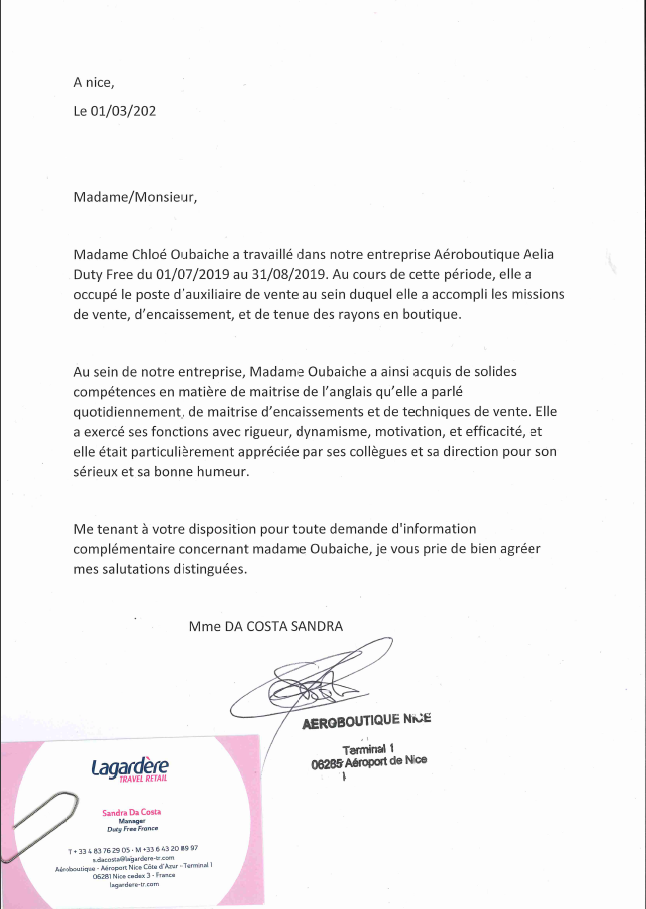 A nice,
Le 01/03/202
Madame/Monsieur,
Madame Chloé Oubaiche a travaillé dans notre entreprise Aéroboutique Aelia
Duty Free du 01/07/2019 au 31/08/2019. Au cours de cette période, elle a
occupé le poste d'auxiliaire de vente au sein duquel elle a accompli les missions
de vente, d'encaissement, et de tenue des rayons en boutique.
Au sein de notre entreprise, Madame Oubaiche a ainsi acquis de solides
compétences en matière de maitrise de l'anglais qu'elle a parlé
quotidiennement, de maitrise d'encaissements et de techniques de vente. Elle
a exercé ses fonctions avec rigueur, dynamisme, motivation, et efficacité, et
elle était particulièrement appréciée par ses collègues et sa direction pour son
sérieux et sa bonne humeur.
Me tenant à votre disposition pour toute demande d'information
complémentaire concernant madame Oubaiche, je vous prie de bien agréer
mes salutations distinguées.
Mme DA COSTA SANDRA
AEROBOUTIQUE NICE
Terminal 1
06285 Aéroport de Nice
Lagardère
TRAVEL RETAIL
Sandra Da Costa
Manager
Duty Free France
T + 33 4 83 76 29 05 - M +33 6 43 20 89 97
s.dacosta@lagardere-tr.com
Aéroboutique - Aéroport Nice Côte d'Azur - Terminal 1
06281 Nice cedex 3 - France
lagardere-tr.com